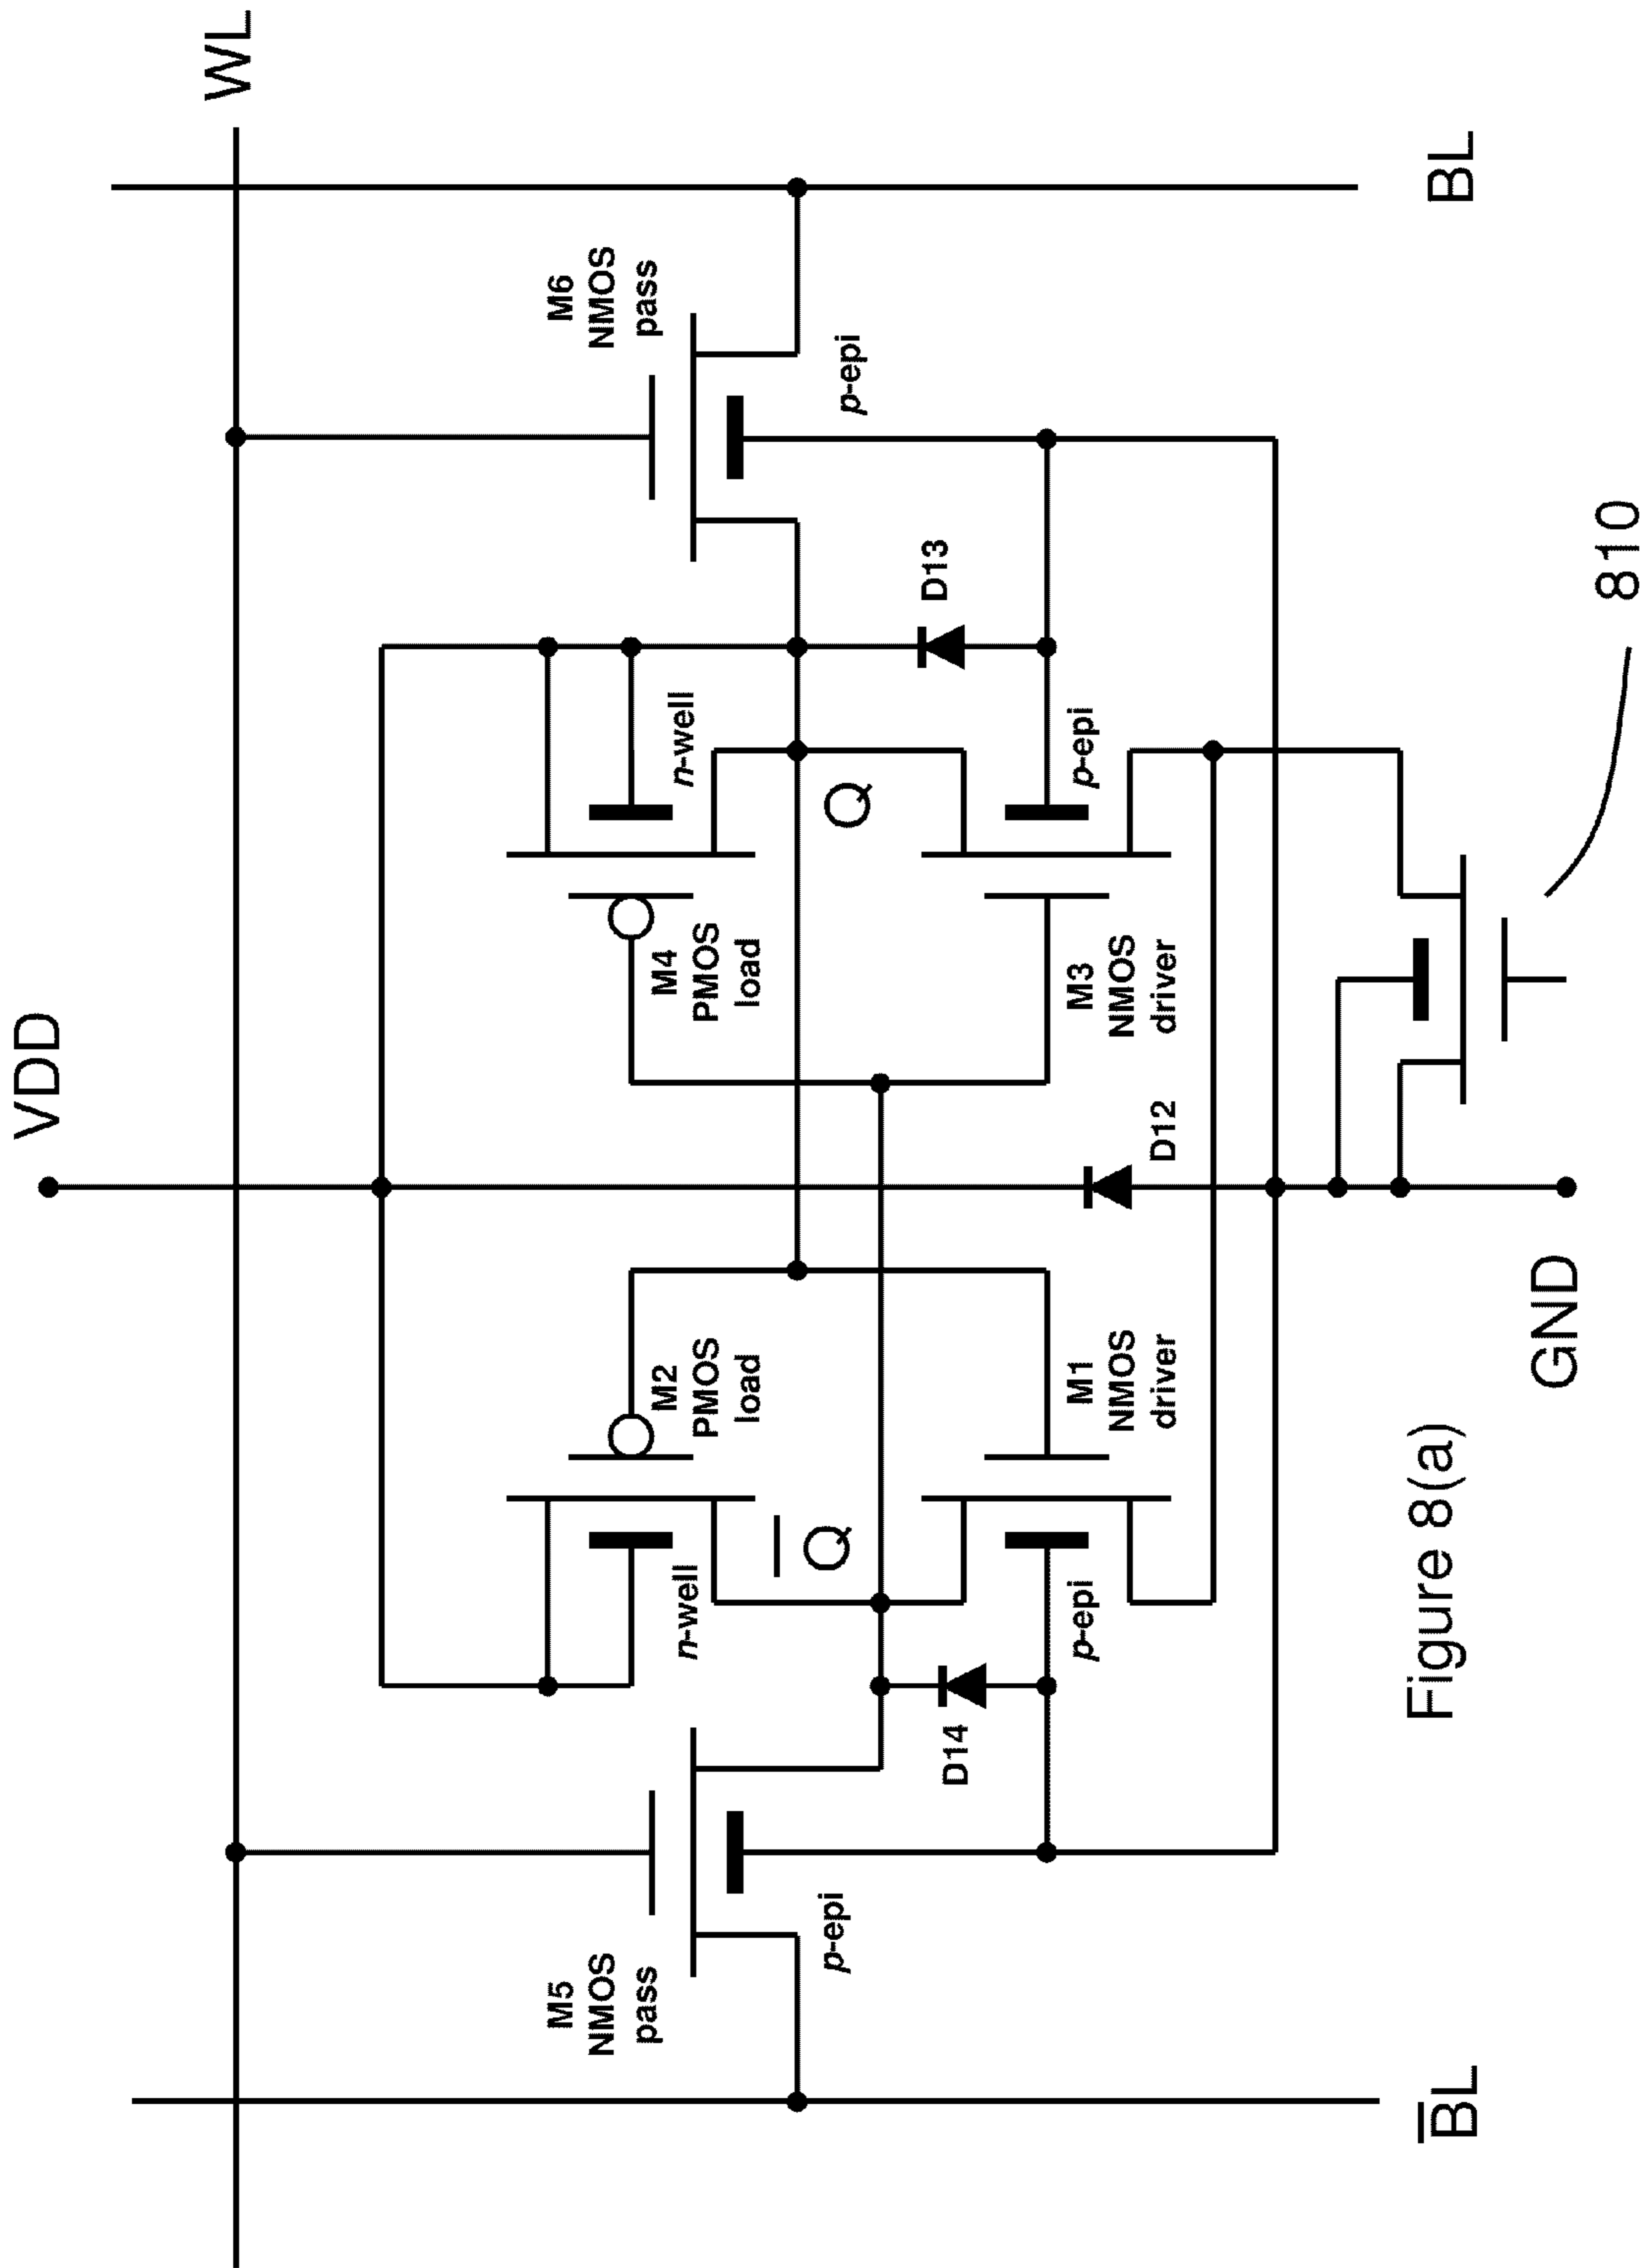 VDD
WL
M5
NMOS
pass
M6
NMOS
pass
n-well
M2
PMOS
load
M4
PMOS
load
n-well
p-epi
Q
Q
p-epi
D14
D13
p-epi
M1
NMOS
driver
D12
M3
NMOS
driver
p-epi
BL
BL
Figure 8(a)
GND
810